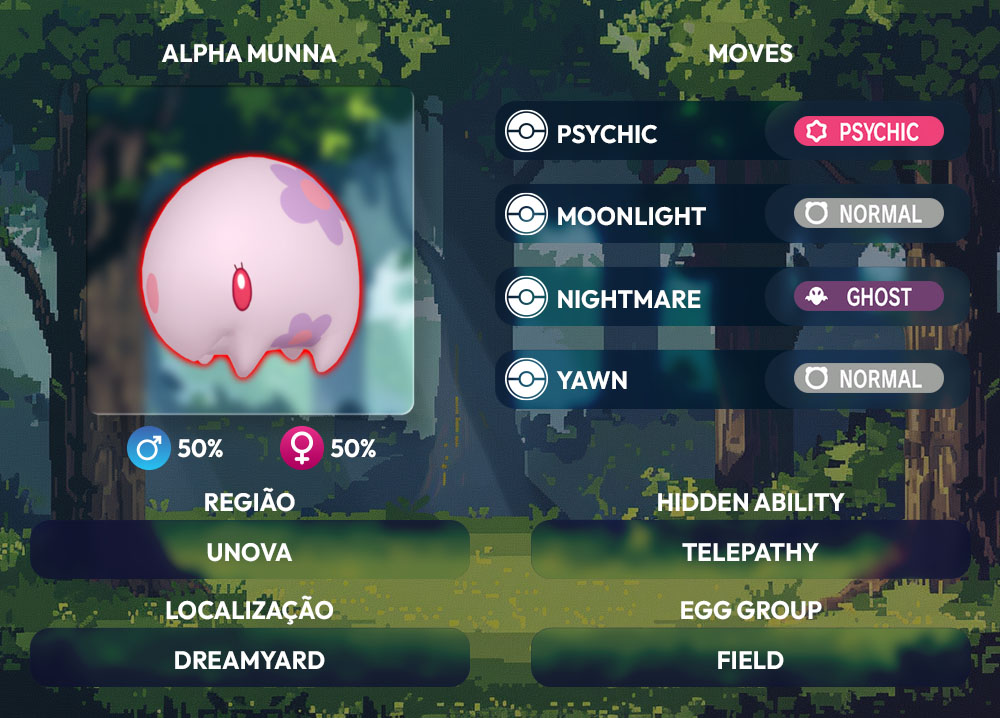 ALPHA MUNNA
♂ 50% ♀ 50%
REGIÃO
UNOVA
LOCALIZAÇÃO
DREAMYARD
MOVES
PSYCHIC PSYCHIC
MOONLIGHT NORMAL
NIGHTMARE GHOST
YAWN NORMAL
HIDDEN ABILITY
TELEPATHY
EGG GROUP
FIELD